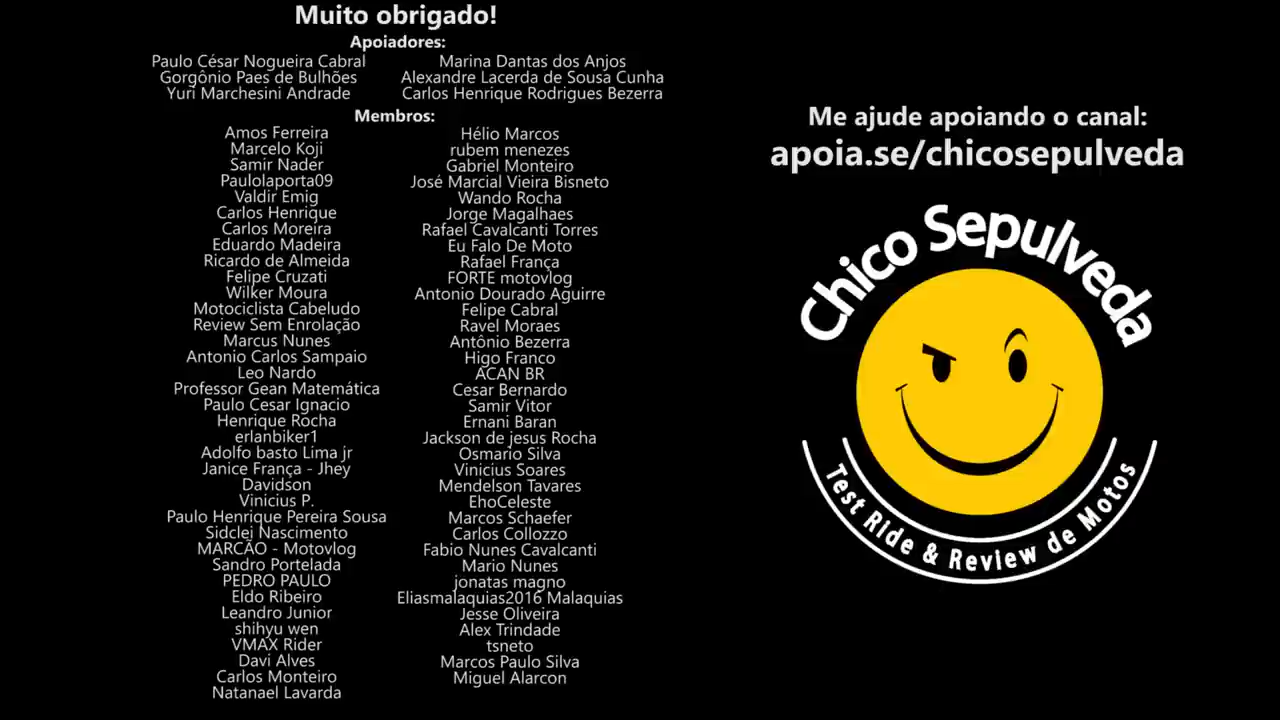 Muito obrigado!
Apoiadores:
Paulo César Nogueira Cabral
Gorgônio Paes de Bulhões
Yuri Marchesini Andrade
Marina Dantas dos Anjos
Alexandre Lacerda de Sousa Cunha
Carlos Henrique Rodrigues Bezerra
Membros:
Amos Ferreira
Marcelo Koji
Samir Nader
Paulolaporta09
Valdir Emig
Carlos Henrique
Carlos Moreira
Eduardo Madeira
Ricardo de Almeida
Felipe Cruzati
Wilker Moura
Motociclista Cabeludo
Review Sem Enrolação
Marcus Nunes
Antonio Carlos Sampaio
Leo Nardo
Professor Gean Matemática
Paulo Cesar Ignacio
Henrique Rocha
erlanbiker1
Adolfo basto Lima jr
Janice França - Jhey
Davidson
Vinícius P.
Paulo Henrique Pereira Sousa
Sidclei Nascimento
MARCÃO - Motovlog
Sandro Portelada
PEDRO PAULO
Eldo Ribeiro
Leandro Junior
shihyu wen
VMAX Rider
Davi Alves
Carlos Monteiro
Natanael Lavarda
Hélio Marcos
rubem menezes
Gabriel Monteiro
José Marcial Vieira Bisneto
Wando Rocha
Jorge Magalhaes
Rafael Cavalcanti Torres
Eu Falo De Moto
Rafael França
FORTE motovlog
Antonio Dourado Aguirre
Felipe Cabral
Ravel Moraes
Antônio Bezerra
Higo Franco
ACAN BR
Cesar Bernardo
Samir Vitor
Ernani Baran
Jackson de jesus Rocha
Osmario Silva
Vinicius Soares
Mendelson Tavares
EhoCeleste
Marcos Schaefer
Carlos Collozzo
Fabio Nunes Cavalcanti
Mario Nunes
jonatas magno
Eliasmalaquias2016 Malaquias
Jesse Oliveira
Alex Trindade
tsneto
Marcos Paulo Silva
Miguel Alarcon
Me ajude apoiando o canal:
apoia.se/chicosepulveda
Chico Sepulveda
Test Ride & Review de Motos